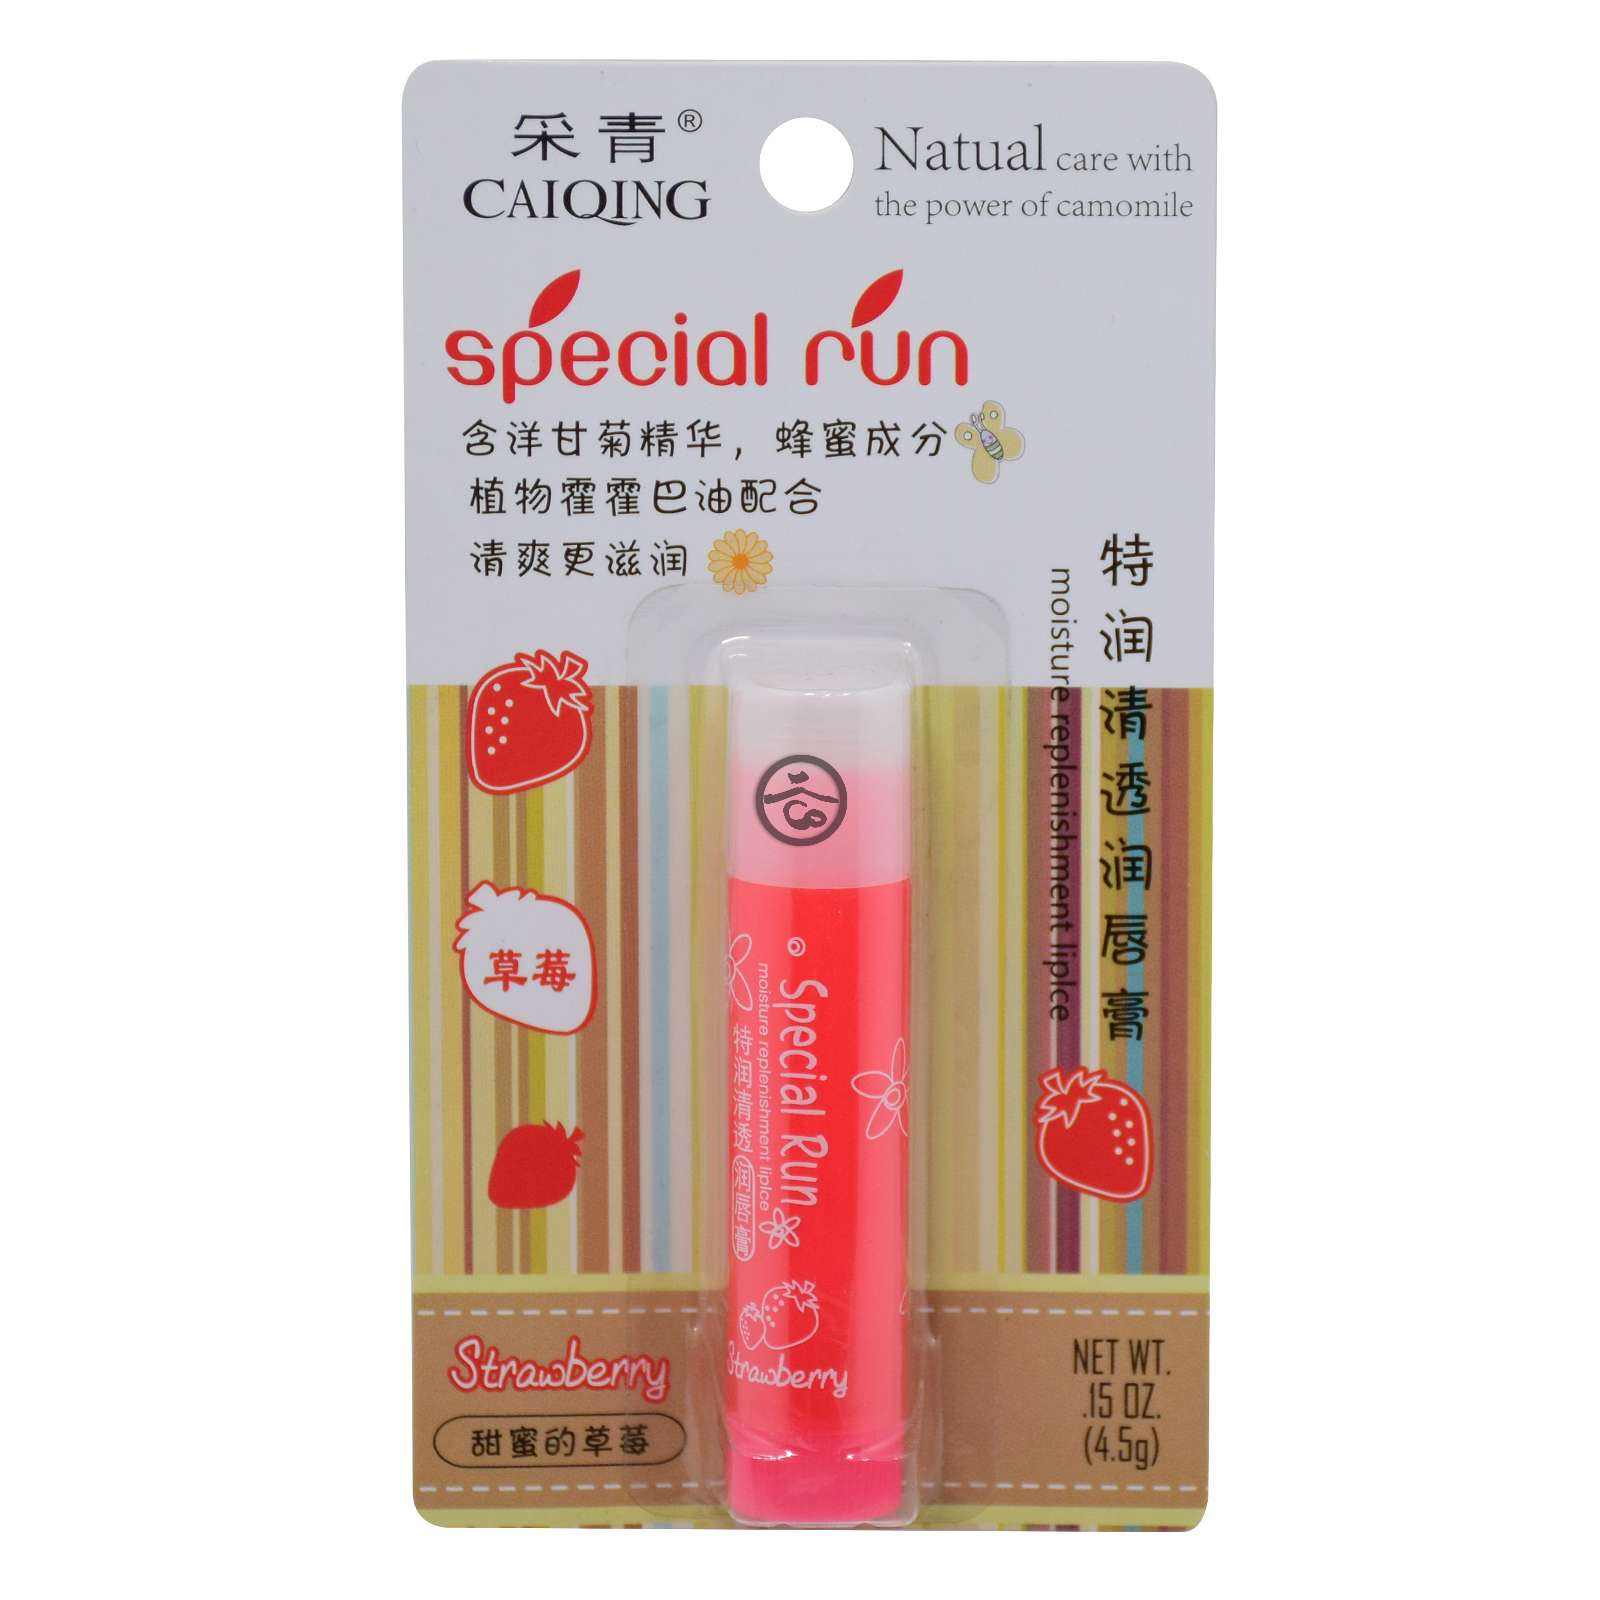 采青®
CAIQING
Natual care with
the power of camomile
special run
含洋甘菊精华，蜂蜜成分
植物霍霍巴油配合
清爽更滋润
特润清透润唇膏
moisture replenishment lipIce
草莓
Special Run
moisture replenishment lipIce
特润清透润唇膏
Strawberry
Strawberry
甜蜜的草莓
NET WT.
.15 OZ.
(4.5g)